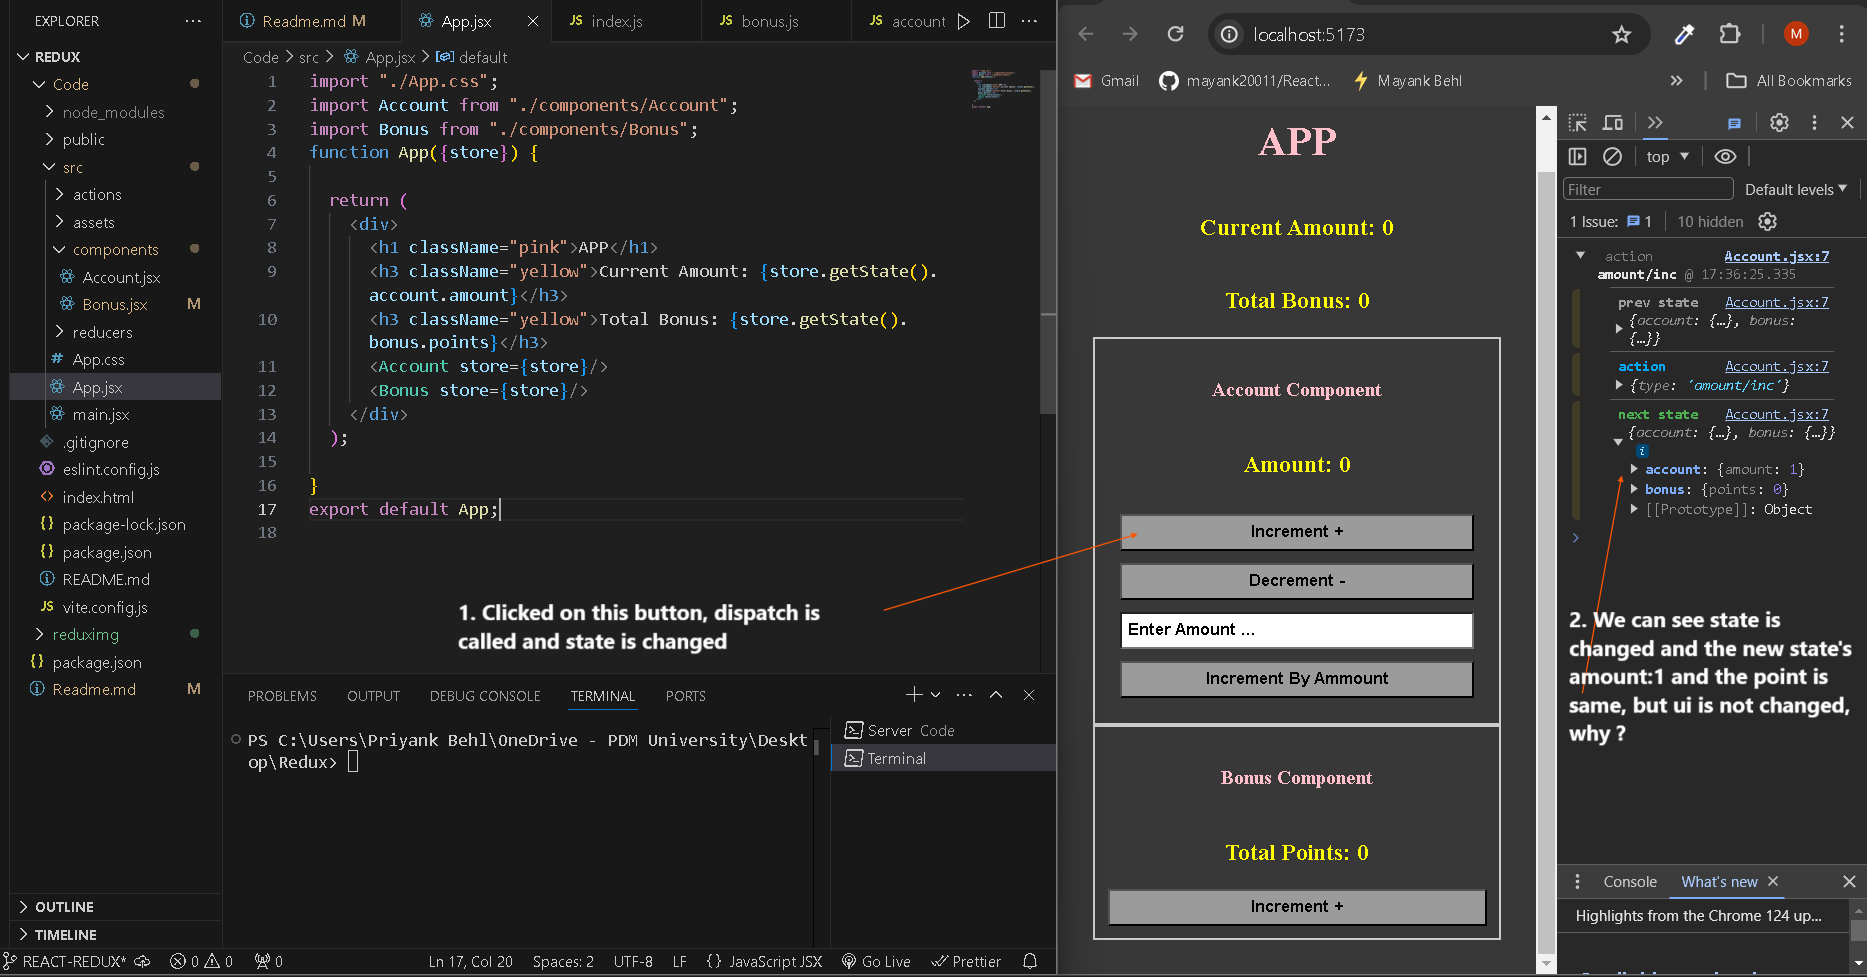 EXPLORER
REDUX
Code
node_modules
public
src
actions
assets
components
Account.jsx
Bonus.jsx M
reducers
# App.css
App.jsx
main.jsx
.gitignore
eslint.config.js
<> index.html
{} package-lock.json
{} package.json
README.md
JS vite.config.js
reduximg
{} package.json
Readme.md M
OUTLINE
TIMELINE
Readme.md M
App.jsx
JS index.js
JS bonus.js
JS account
Code > src > App.jsx > default
1 import "./App.css";
2 import Account from "./components/Account";
3 import Bonus from "./components/Bonus";
4 function App({store}) {
5
6 return (
7 <div>
8 <h1 className="pink">APP</h1>
9 <h3 className="yellow">Current Amount: {store.getState().
account.amount}</h3>
10 <h3 className="yellow">Total Bonus: {store.getState().
bonus.points}</h3>
11 <Account store={store}/>
12 <Bonus store={store}/>
13 </div>
14 );
15
16 }
17 export default App;
18
1. Clicked on this button, dispatch is
called and state is changed
PROBLEMS OUTPUT DEBUG CONSOLE TERMINAL PORTS
PS C:\Users\Priyank Behl\OneDrive - PDM University\Deskt
op\Redux>
Server Code
Terminal
REACT-REDUX* 0 0 0 Ln 17, Col 20 Spaces: 2 UTF-8 LF {} JavaScript JSX Go Live Prettier
localhost:5173
M
Gmail
mayank20011/React...
Mayank Behl
All Bookmarks
APP
Current Amount: 0
Total Bonus: 0
Account Component
Amount: 0
Increment +
Decrement -
Enter Amount ...
Increment By Ammount
Bonus Component
Total Points: 0
Increment +
top
Filter
Default levels
1 Issue: 1 10 hidden
action Account.jsx:7
amount/inc @ 17:36:25.335
prev state Account.jsx:7
{account: {…}, bonus:
{…}}
action Account.jsx:7
{type: 'amount/inc'}
next state Account.jsx:7
{account: {…}, bonus: {…}}
i
account: {amount: 1}
bonus: {points: 0}
[[Prototype]]: Object
2. We can see state is
changed and the new state's
amount:1 and the point is
same, but ui is not changed,
why ?
Console What's new
Highlights from the Chrome 124 up...